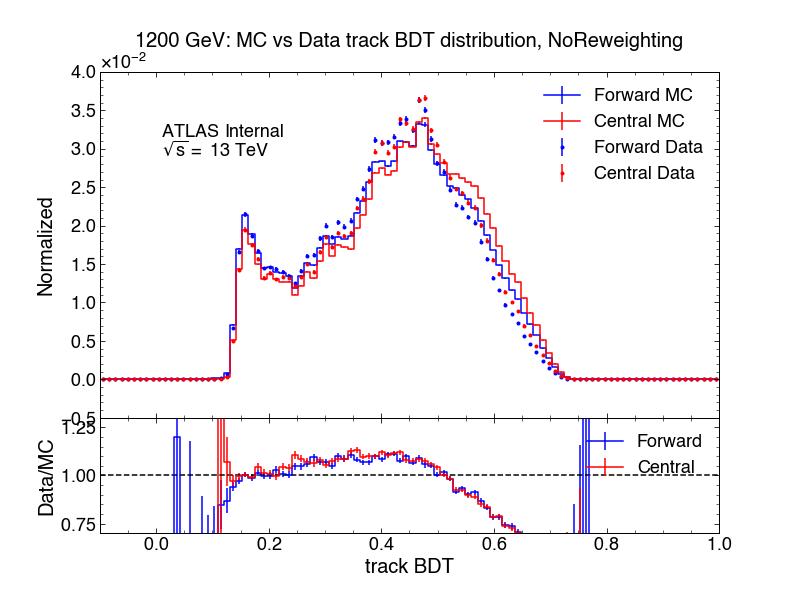 1200 GeV: MC vs Data track BDT distribution, NoReweighting
×10−2
4.0
3.5
3.0
2.5
2.0
1.5
1.0
0.5
0.0
−0.5
Normalized
ATLAS Internal
√s = 13 TeV
Forward MC
Central MC
Forward Data
Central Data
1.25
1.00
0.75
Data/MC
Forward
Central
0.0 0.2 0.4 0.6 0.8 1.0
track BDT